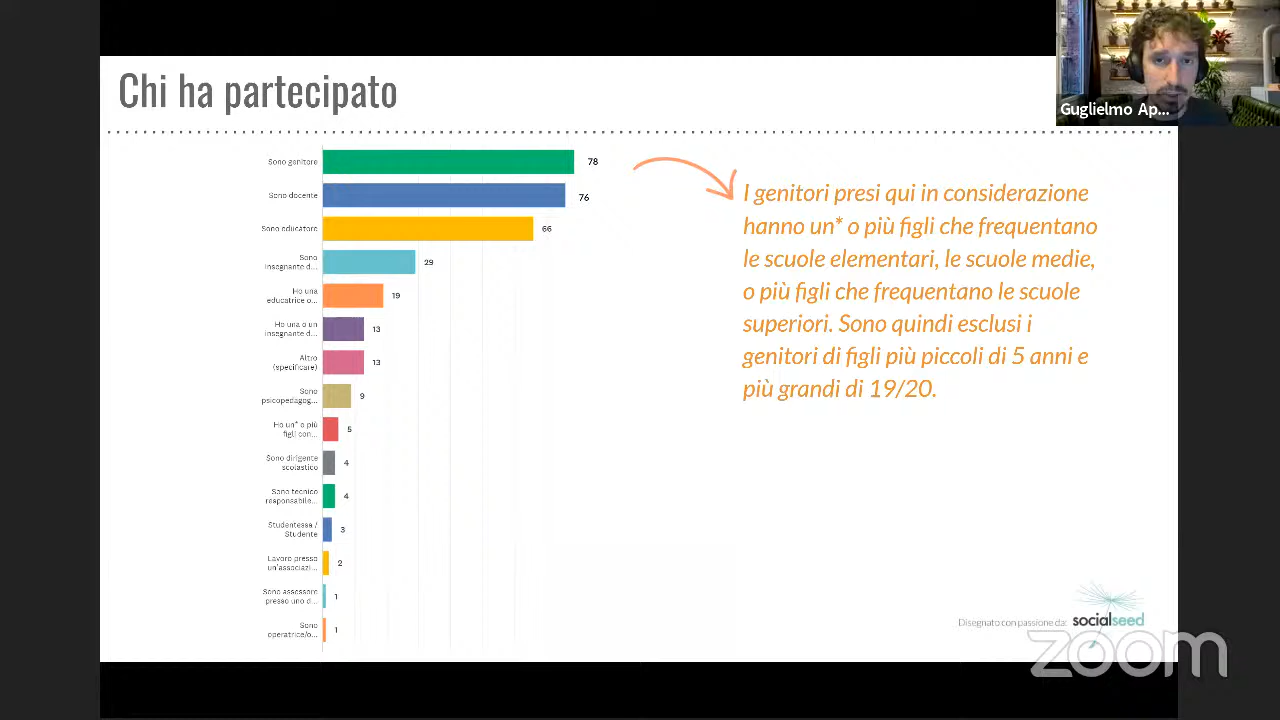 Chi ha partecipato
Guglielmo Ap...
Sono genitore
78
Sono docente
76
Sono educatore
66
Sono
insegnante d...
29
Ho una
educatrice o...
19
Ho una o un
insegnante d...
13
Altro
(specificare)
13
Sono
psicopedagog...
9
Ho un* o più
figli con...
5
Sono dirigente
scolastico
4
Sono tecnico
responsabile...
4
Studentessa /
Studente
3
Lavoro presso
un'associazi...
2
Sono assessore
presso uno d...
1
Sono
operatrice/o...
1
I genitori presi qui in considerazione
hanno un* o più figli che frequentano
le scuole elementari, le scuole medie,
o più figli che frequentano le scuole
superiori. Sono quindi esclusi i
genitori di figli più piccoli di 5 anni e
più grandi di 19/20.
Disegnato con passione da:
socialseed
zoom